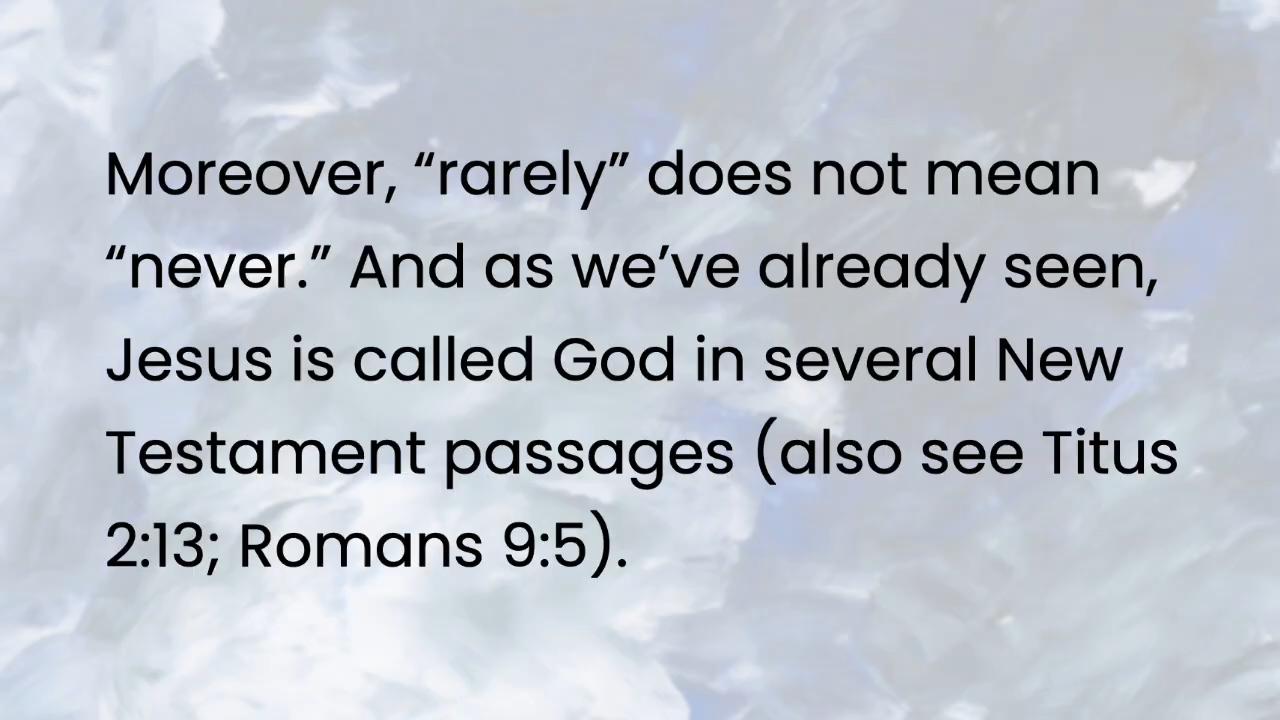 Moreover, “rarely” does not mean
“never.” And as we’ve already seen,
Jesus is called God in several New
Testament passages (also see Titus
2:13; Romans 9:5).